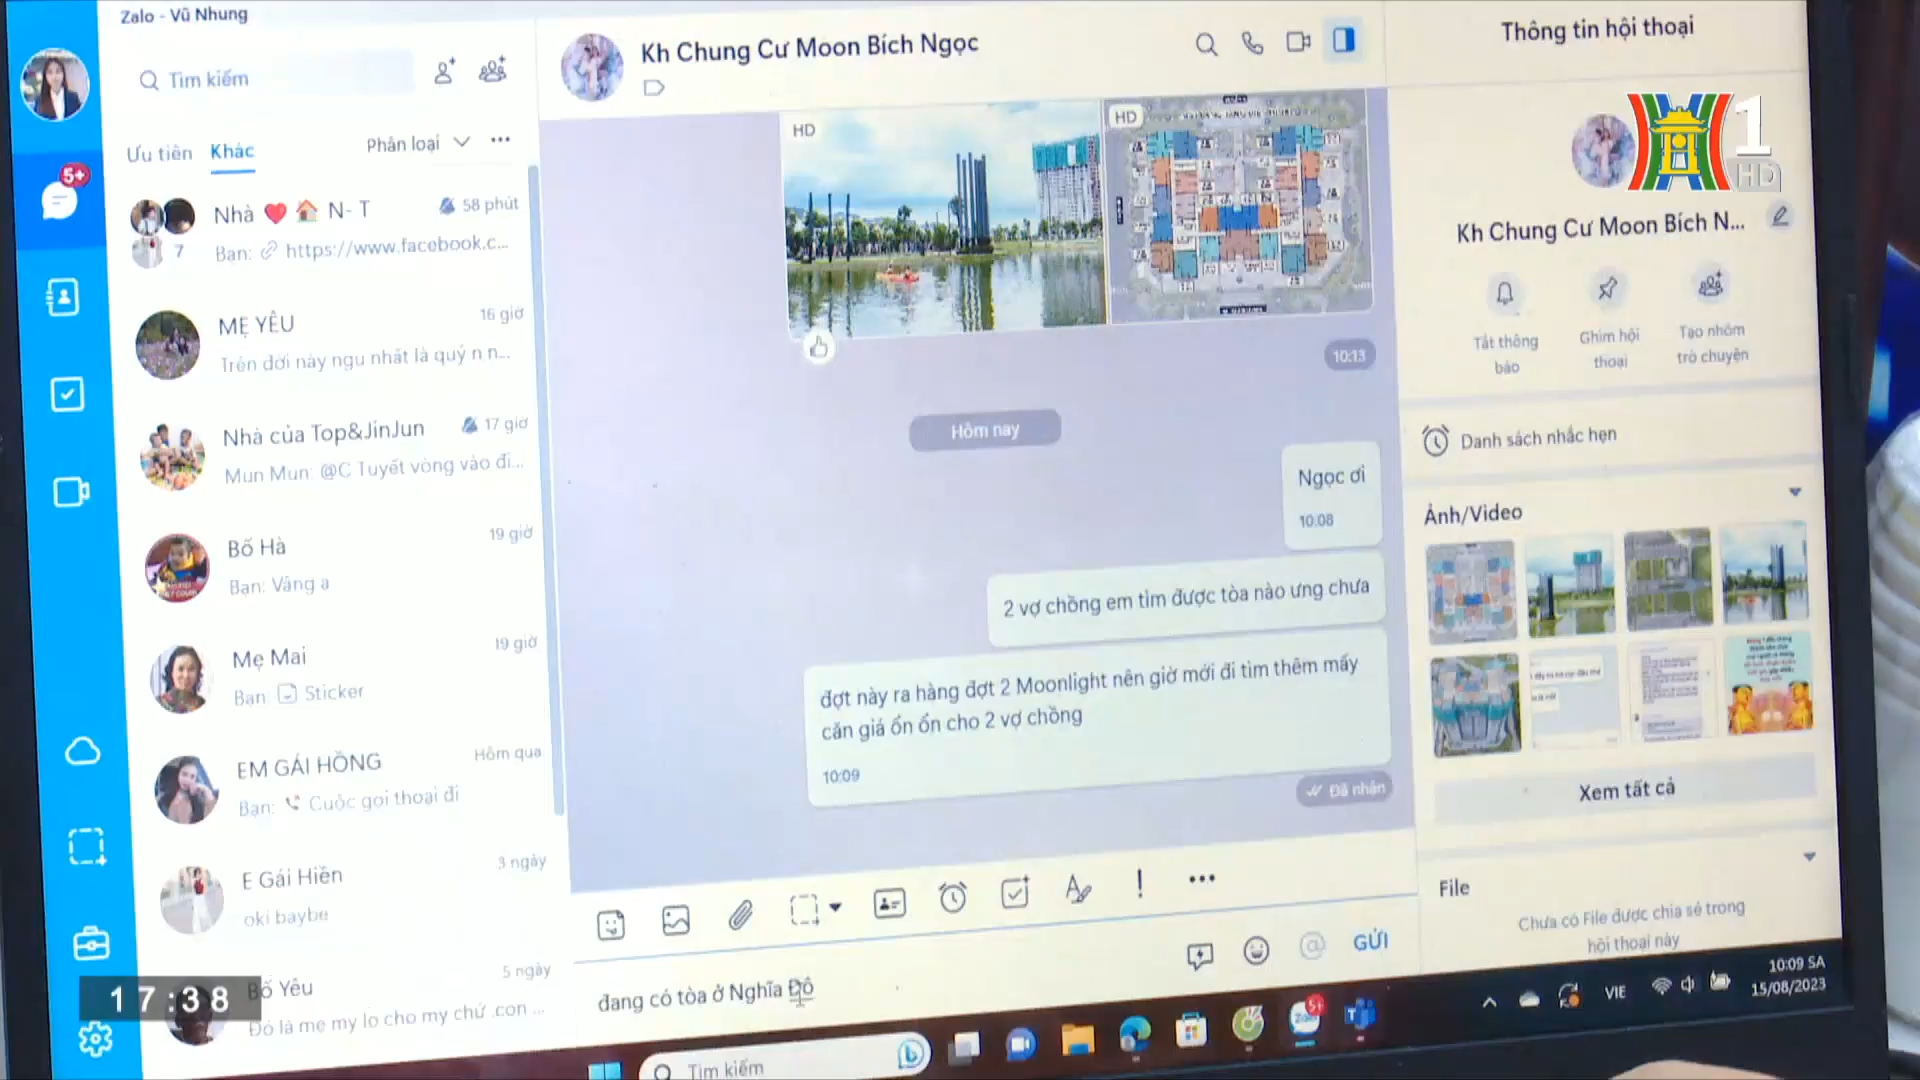 Zalo - Vũ Nhung
Tìm kiếm
Ưu tiên
Khác
Phân loại
5+
Nhà ❤️ 🏠 N- T
58 phút
7
Bạn: https://www.facebook.c...
MẸ YÊU
16 giờ
Trên đời này ngu nhất là quý n n...
Nhà của Top&JinJun
17 giờ
Mun Mun: @C Tuyết vòng vào đi...
Bố Hà
19 giờ
Bạn: Vâng ạ
Mẹ Mai
19 giờ
Bạn: Sticker
EM GÁI HỒNG
Hôm qua
Bạn: Cuộc gọi thoại đi
E Gái Hiền
3 ngày
oki baybe
Bố Yêu
5 ngày
Đó là mẹ my lo cho my chứ .con ...
17:38
Kh Chung Cư Moon Bích Ngọc
HD
HD
10:13
Hôm nay
Ngọc ơi
10:08
2 vợ chồng em tìm được tòa nào ưng chưa
đợt này ra hàng đợt 2 Moonlight nên giờ mới đi tìm thêm mấy
căn giá ổn ổn cho 2 vợ chồng
10:09
Đã nhận
GỬI
đang có tòa ở Nghĩa Đô
Thông tin hội thoại
1
HD
Kh Chung Cư Moon Bích N...
Tắt thông
báo
Ghim hội
thoại
Tạo nhóm
trò chuyện
Danh sách nhắc hẹn
Ảnh/Video
Xem tất cả
File
Chưa có File được chia sẻ trong
hội thoại này
Tìm kiếm
Zalo
5+
VIE
10:09 SA
15/08/2023